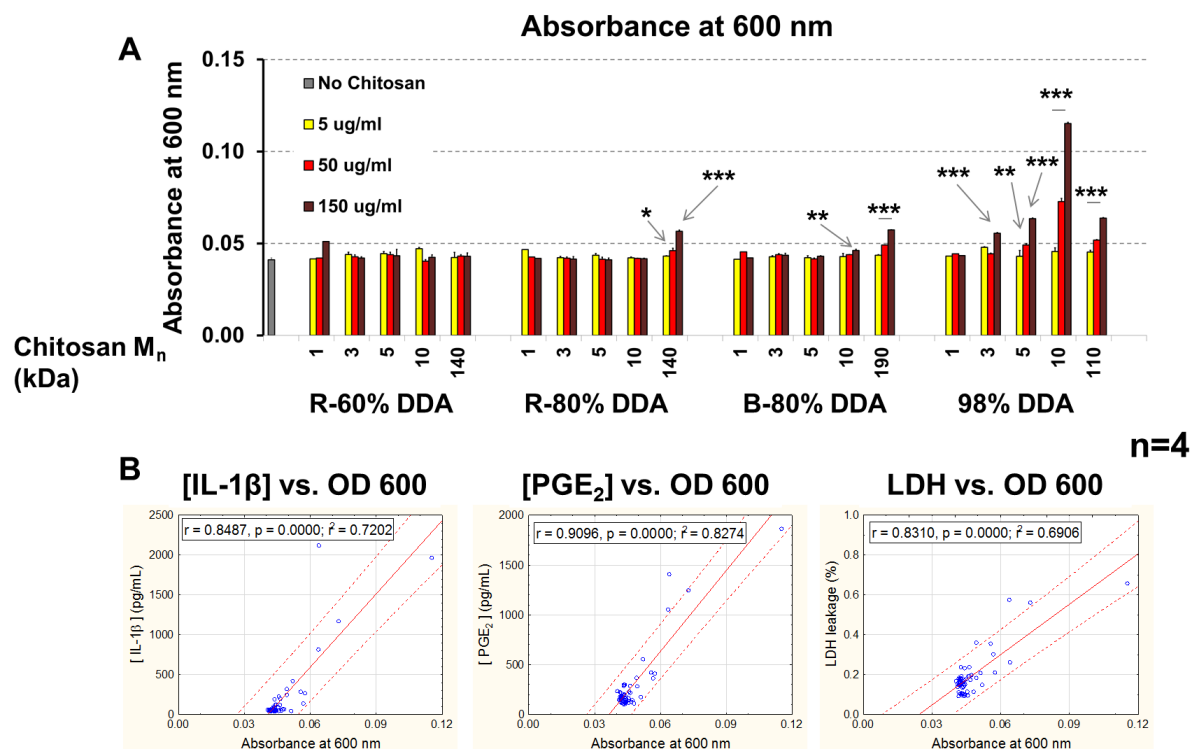 Absorbance at 600 nm
A
Absorbance at 600 nm
0.15
0.10
0.05
0.00
No Chitosan
5 ug/ml
50 ug/ml
150 ug/ml
*
***
**
***
***
**
***
***
***
Chitosan Mn
(kDa)
1 3 5 10 140
1 3 5 10 140
1 3 5 10 190
1 3 5 10 110
R-60% DDA
R-80% DDA
B-80% DDA
98% DDA
n=4
B
[IL-1β] vs. OD 600
r = 0.8487, p = 0.0000; r² = 0.7202
[ IL-1β ] (pg/mL)
2500
2000
1500
1000
500
0
0.00 0.03 0.06 0.09 0.12
Absorbance at 600 nm
[PGE₂] vs. OD 600
r = 0.9096, p = 0.0000; r² = 0.8274
[ PGE₂ ] (pg/mL)
2000
1500
1000
500
0
0.00 0.03 0.06 0.09 0.12
Absorbance at 600 nm
LDH vs. OD 600
r = 0.8310, p = 0.0000; r² = 0.6906
LDH leakage (%)
1.0
0.8
0.6
0.4
0.2
0.0
0.00 0.03 0.06 0.09 0.12
Absorbance at 600 nm